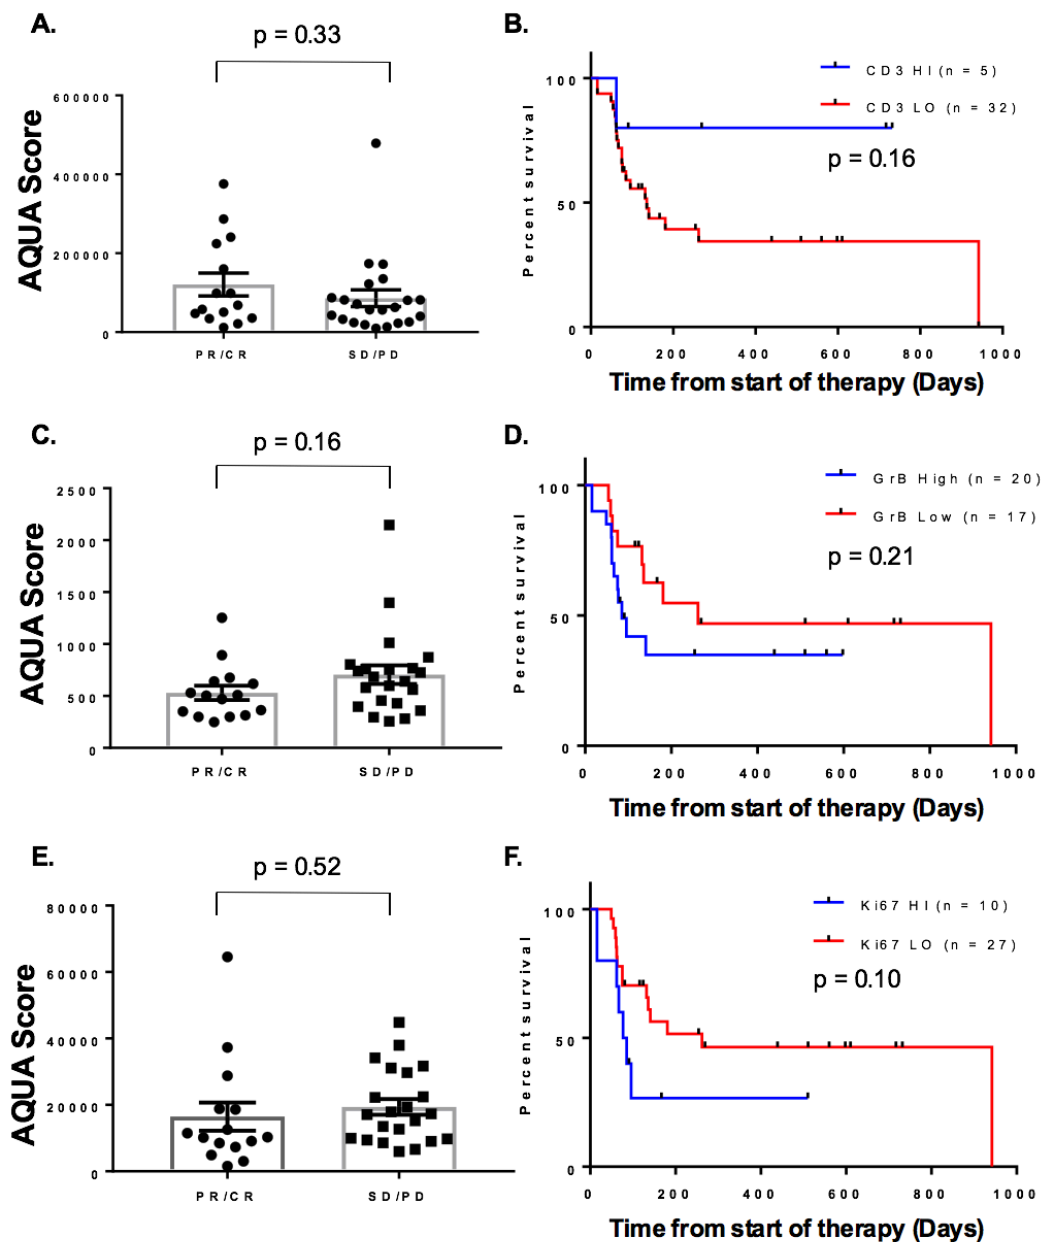 A.
p = 0.33
AQUA Score
600000
400000
200000
0
PR/CR
SD/PD
B.
CD3 HI (n = 5)
CD3 LO (n = 32)
p = 0.16
Percent survival
100
50
0
0 200 400 600 800 1000
Time from start of therapy (Days)
C.
p = 0.16
AQUA Score
2500
2000
1500
1000
500
0
PR/CR
SD/PD
D.
GrB High (n = 20)
GrB Low (n = 17)
p = 0.21
Percent survival
100
50
0
0 200 400 600 800 1000
Time from start of therapy (Days)
E.
p = 0.52
AQUA Score
80000
60000
40000
20000
0
PR/CR
SD/PD
F.
Ki67 HI (n = 10)
Ki67 LO (n = 27)
p = 0.10
Percent survival
100
50
0
0 200 400 600 800 1000
Time from start of therapy (Days)